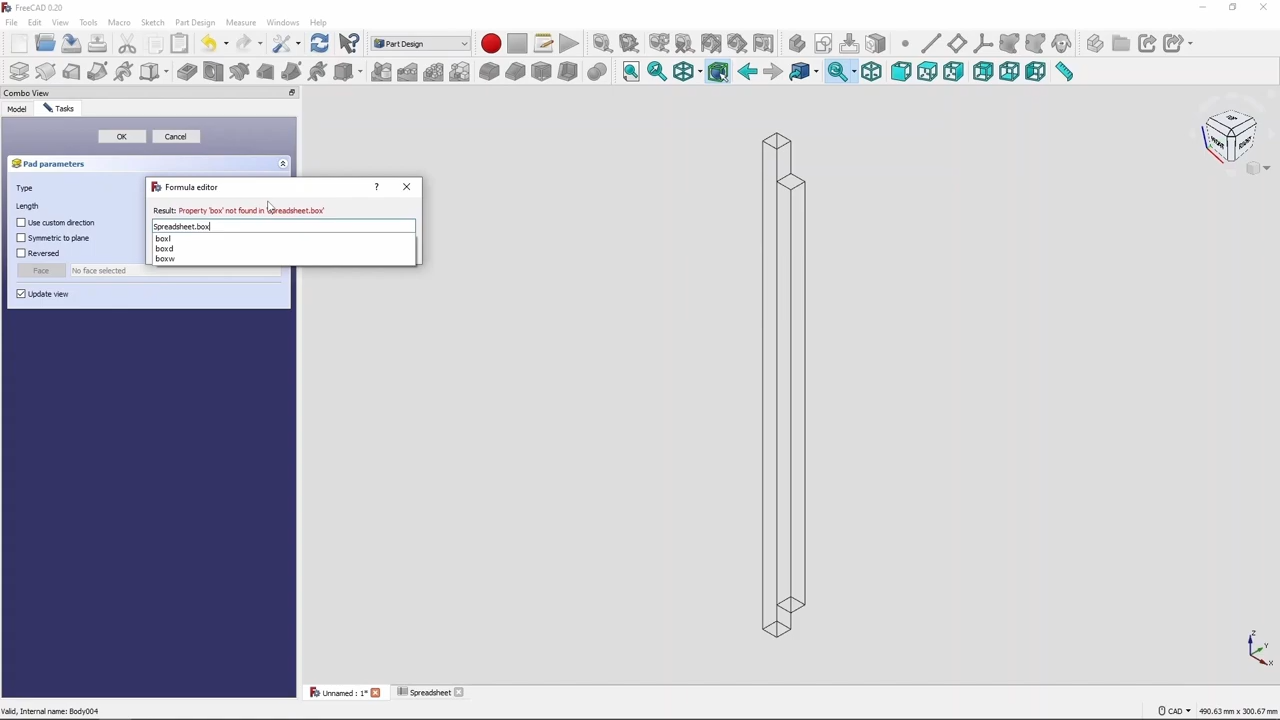 FreeCAD 0.20
File Edit View Tools Macro Sketch Part Design Measure Windows Help
Part Design
Combo View
Model Tasks
OK Cancel
Pad parameters
Type
Length
Use custom direction
Symmetric to plane
Reversed
Face No face selected
Update view
Formula editor ?
Result: Property 'box' not found in 'Spreadsheet.box'
Spreadsheet.box
boxl
boxd
boxw
TOP
Z
Y
X
Unnamed : 1* Spreadsheet
Valid, Internal name: Body004
CAD 490.63 mm x 300.67 mm